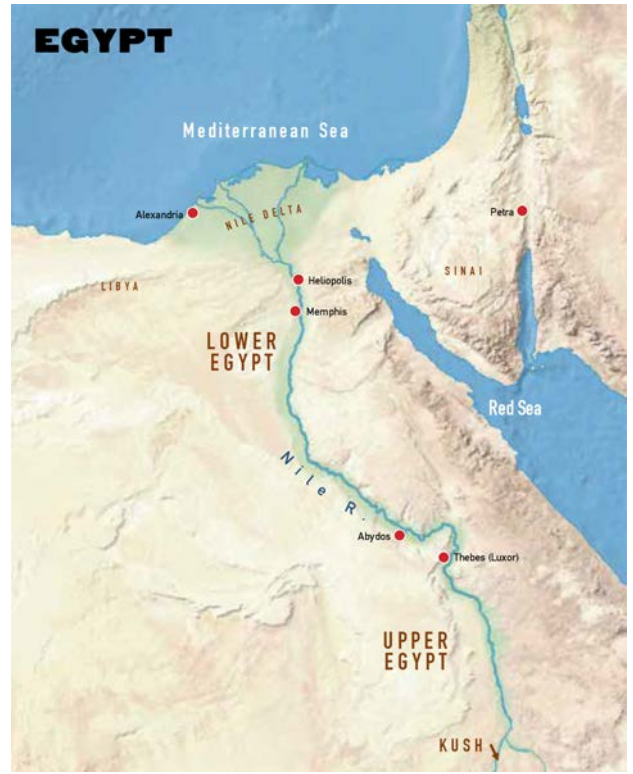 EGYPT
Mediterranean Sea
Alexandria
NILE DELTA
Petra
SINAI
LIBYA
Heliopolis
Memphis
LOWER
EGYPT
Red Sea
Nile R.
Abydos
Thebes (Luxor)
UPPER
EGYPT
KUSH